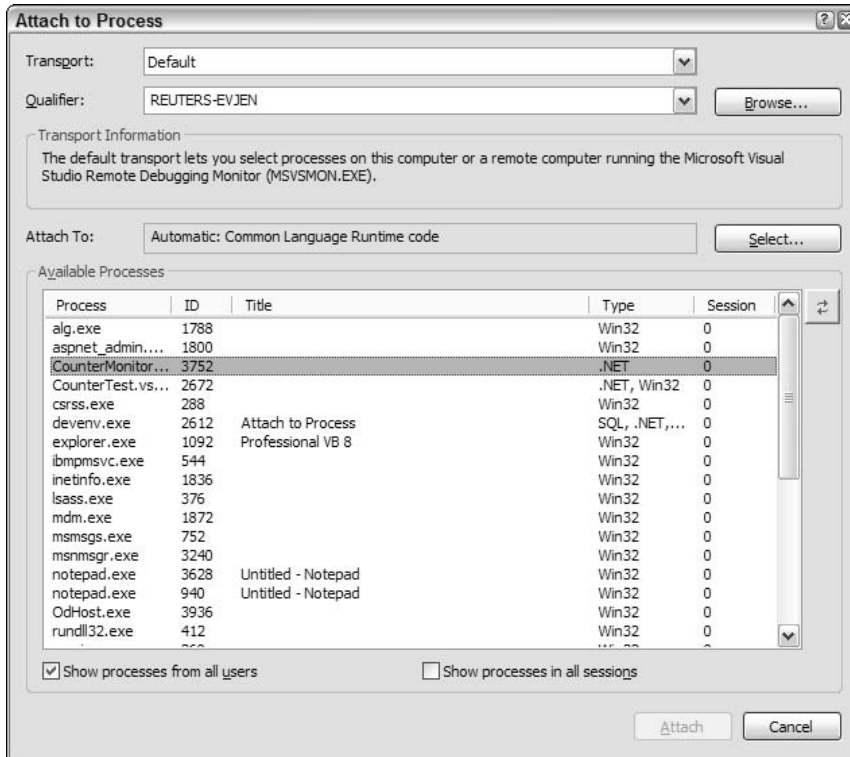 Attach to Process
Transport: Default
Qualifier: REUTERS-EVJEN Browse...
Transport Information
The default transport lets you select processes on this computer or a remote computer running the Microsoft Visual
Studio Remote Debugging Monitor (MSVSMON.EXE).
Attach To: Automatic: Common Language Runtime code Select...
Available Processes
Process ID Title Type Session
alg.exe 1788 Win32 0
aspnet_admin.... 1800 Win32 0
CounterMonitor... 3752 .NET 0
CounterTest.vs... 2672 .NET, Win32 0
csrss.exe 288 Win32 0
devenv.exe 2612 Attach to Process SQL, .NET,... 0
explorer.exe 1092 Professional VB 8 Win32 0
ibmpmsvc.exe 544 Win32 0
inetinfo.exe 1836 Win32 0
lsass.exe 376 Win32 0
mdm.exe 1872 Win32 0
msmsgs.exe 752 Win32 0
msnmsgr.exe 3240 Win32 0
notepad.exe 3628 Untitled - Notepad Win32 0
notepad.exe 940 Untitled - Notepad Win32 0
OdHost.exe 3936 Win32 0
rundll32.exe 412 Win32 0
Show processes from all users Show processes in all sessions
Attach Cancel